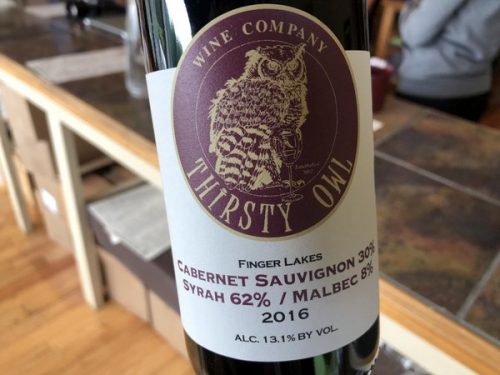 WINE COMPANY
THIRSTY OWL
FINGER LAKES
CABERNET SAUVIGNON 30%
SYRAH 62% / MALBEC 8%
2016
ALC. 13.1% BY VOL.